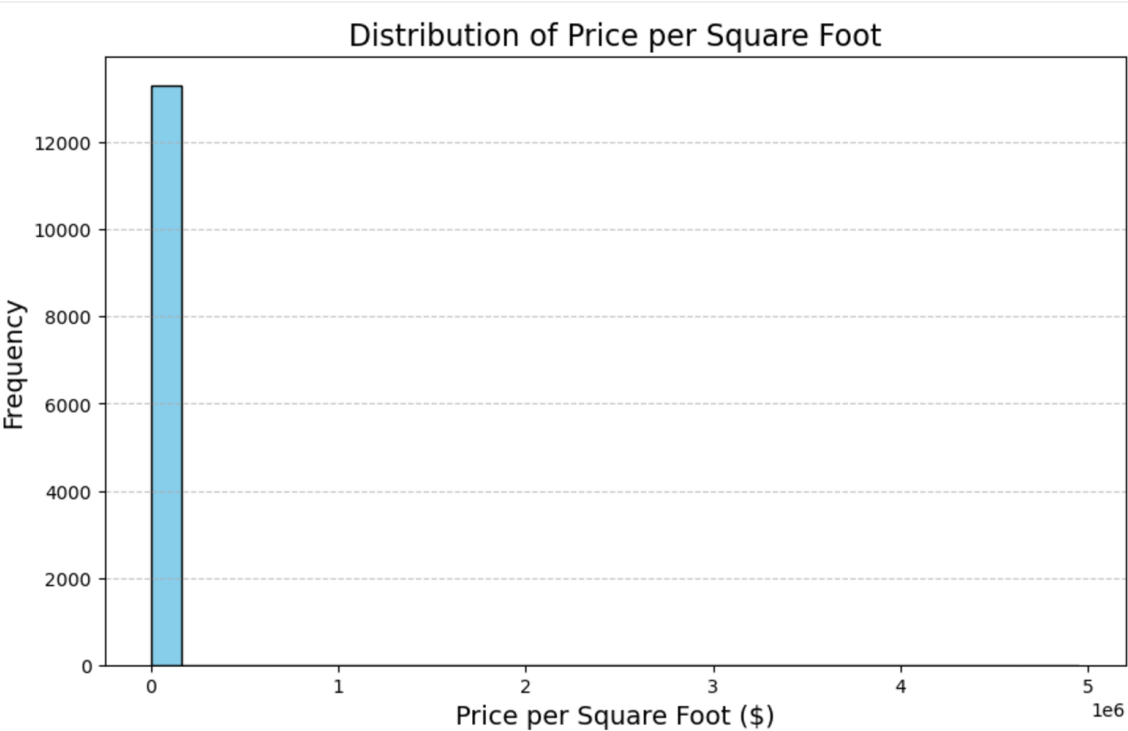 Distribution of Price per Square Foot
12000
10000
8000
6000
4000
2000
0
Frequency
0 1 2 3 4 5
1e6
Price per Square Foot ($)